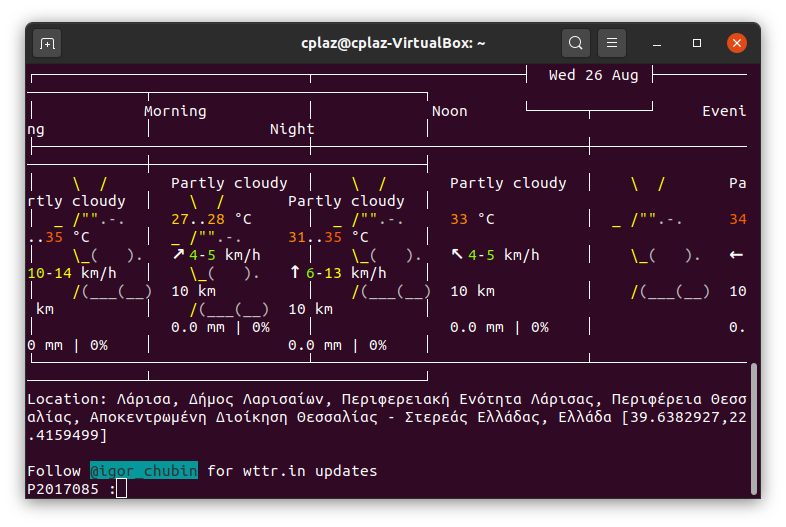 cplaz@cplaz-VirtualBox: ~
Wed 26 Aug
Morning Noon Eveni
ng Night
\ / Partly cloudy \ / Partly cloudy \ / Pa
rtly cloudy \ / Partly cloudy
_ /"".-. 27..28 °C _ /"".-. 33 °C _ /"".-. 34
..35 °C _ /"".-. 31..35 °C
\_( ). ↗ 4-5 km/h \_( ). ↖ 4-5 km/h \_( ). ←
10-14 km/h \_( ). ↑ 6-13 km/h
/(___(__) 10 km /(___(__) 10 km /(___(__) 10
km /(___(__) 10 km
0.0 mm | 0% 0.0 mm | 0% 0.
0 mm | 0% 0.0 mm | 0%
Location: Λάρισα, Δήμος Λαρισαίων, Περιφερειακή Ενότητα Λάρισας, Περιφέρεια Θεσσ
αλίας, Αποκεντρωμένη Διοίκηση Θεσσαλίας - Στερεάς Ελλάδας, Ελλάδα [39.6382927,22
.4159499]
Follow @igor_chubin for wttr.in updates
P2017085 :